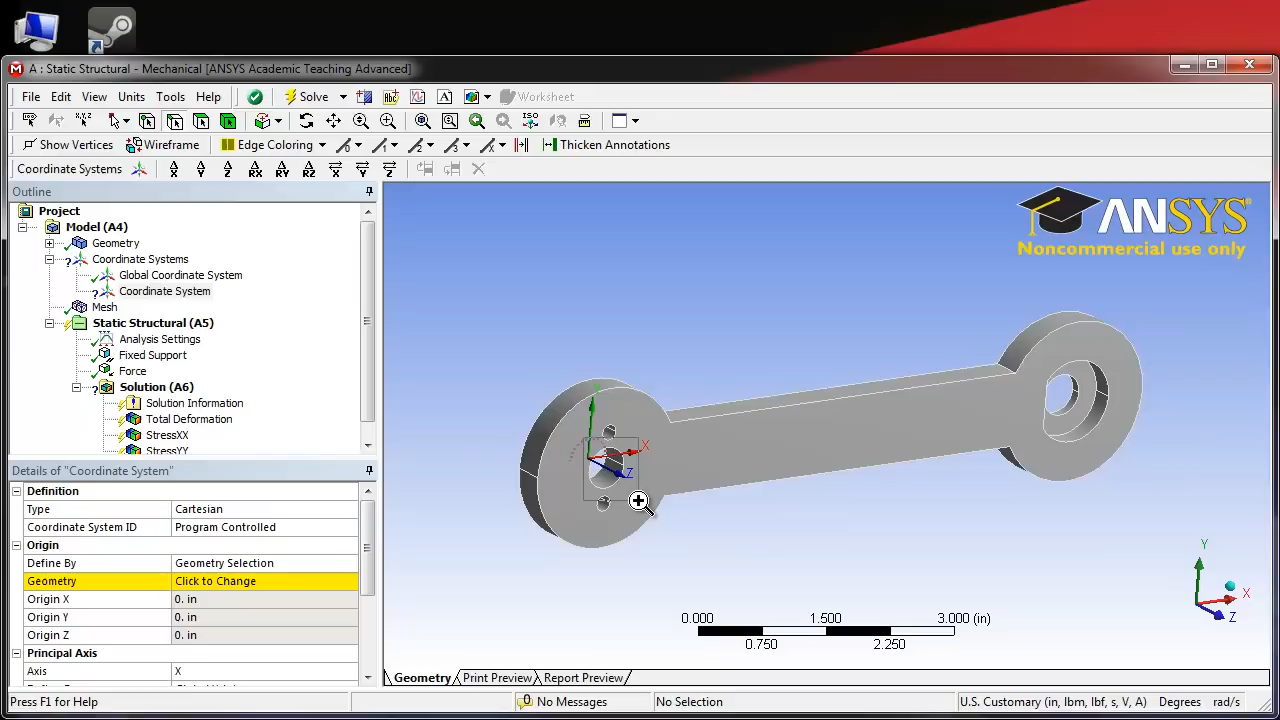 A : Static Structural - Mechanical [ANSYS Academic Teaching Advanced]
File Edit View Units Tools Help Solve Worksheet
Show Vertices Wireframe Edge Coloring Thicken Annotations
Coordinate Systems X Y Z RX RY RZ X Y Z
Outline
Project
Model (A4)
Geometry
Coordinate Systems
Global Coordinate System
Coordinate System
Mesh
Static Structural (A5)
Analysis Settings
Fixed Support
Force
Solution (A6)
Solution Information
Total Deformation
StressXX
StressYY
Details of "Coordinate System"
Definition
Type Cartesian
Coordinate System ID Program Controlled
Origin
Define By Geometry Selection
Geometry Click to Change
Origin X 0. in
Origin Y 0. in
Origin Z 0. in
Principal Axis
Axis X
ANSYS
Noncommercial use only
X
Z
Y
X
Z
0.000 1.500 3.000 (in)
0.750 2.250
Geometry Print Preview Report Preview
Press F1 for Help No Messages No Selection U.S. Customary (in, lbm, lbf, s, V, A) Degrees rad/s